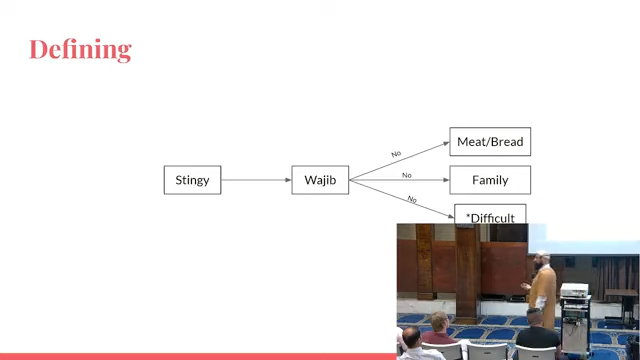 Defining
Stingy
Wajib
No
Meat/Bread
No
Family
No
*Difficult